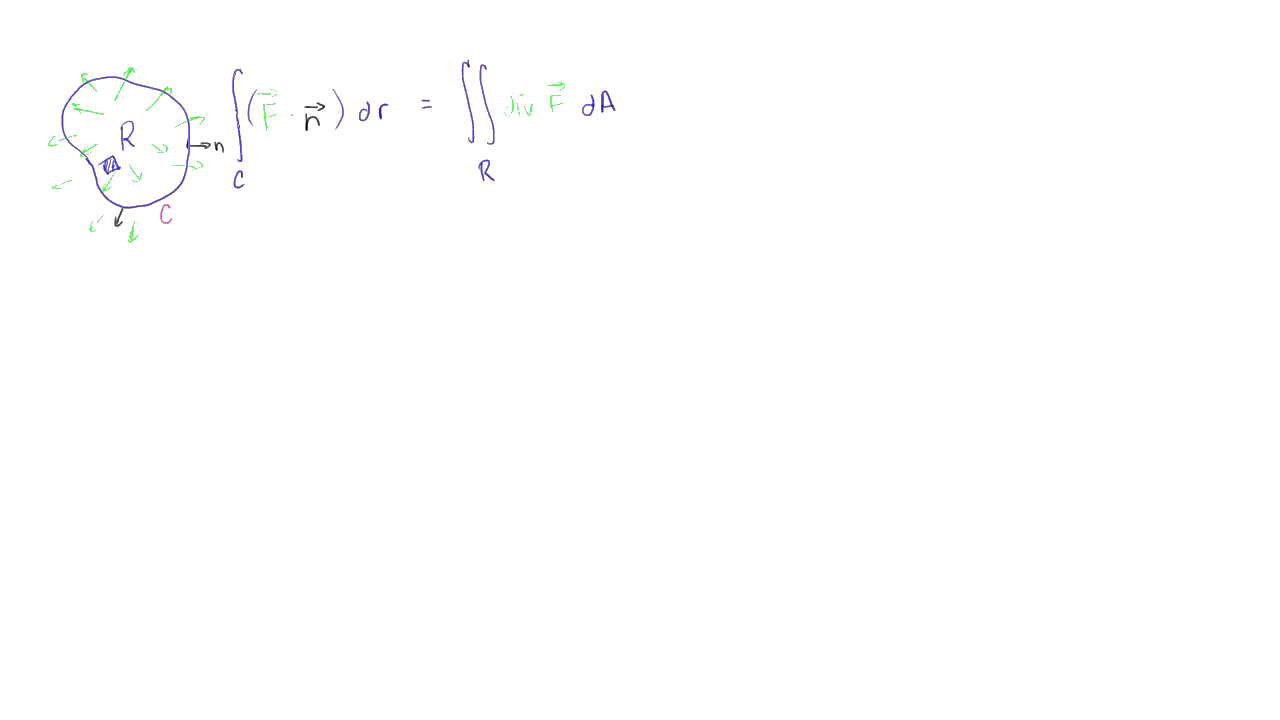 R
n
C
∫_C (F⃗ · n⃗) dr = ∬_R div F⃗ dA